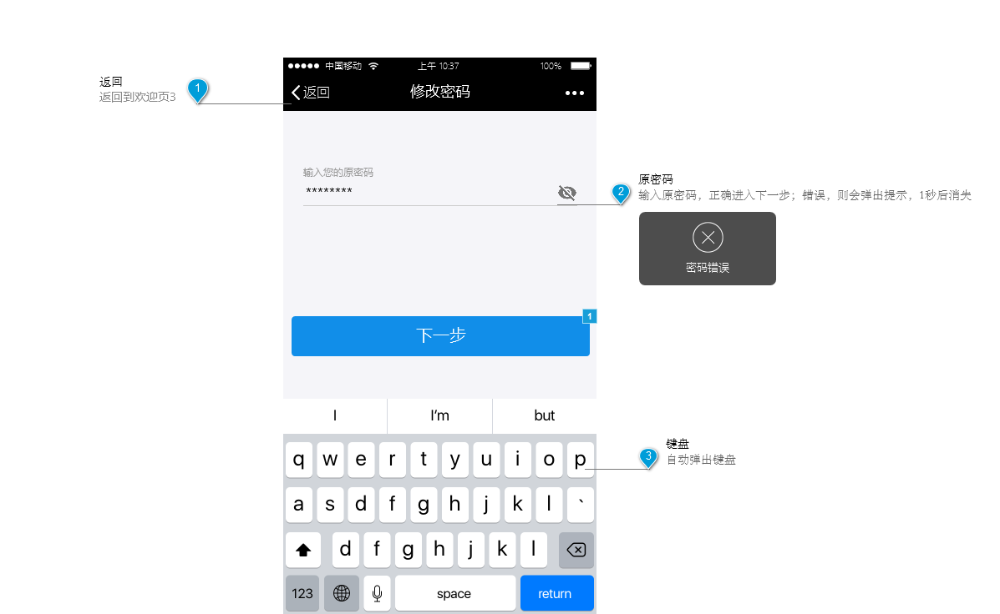 中国移动 上午 10:37 100%
返回
返回到欢迎页3
1
返回 修改密码
输入您的原密码
********
2
原密码
输入原密码，正确进入下一步；错误，则会弹出提示，1秒后消失
密码错误
下一步
1
I I'm but
q w e r t y u i o p
a s d f g h j k l `
d f g h j k l
123 space return
3
键盘
自动弹出键盘